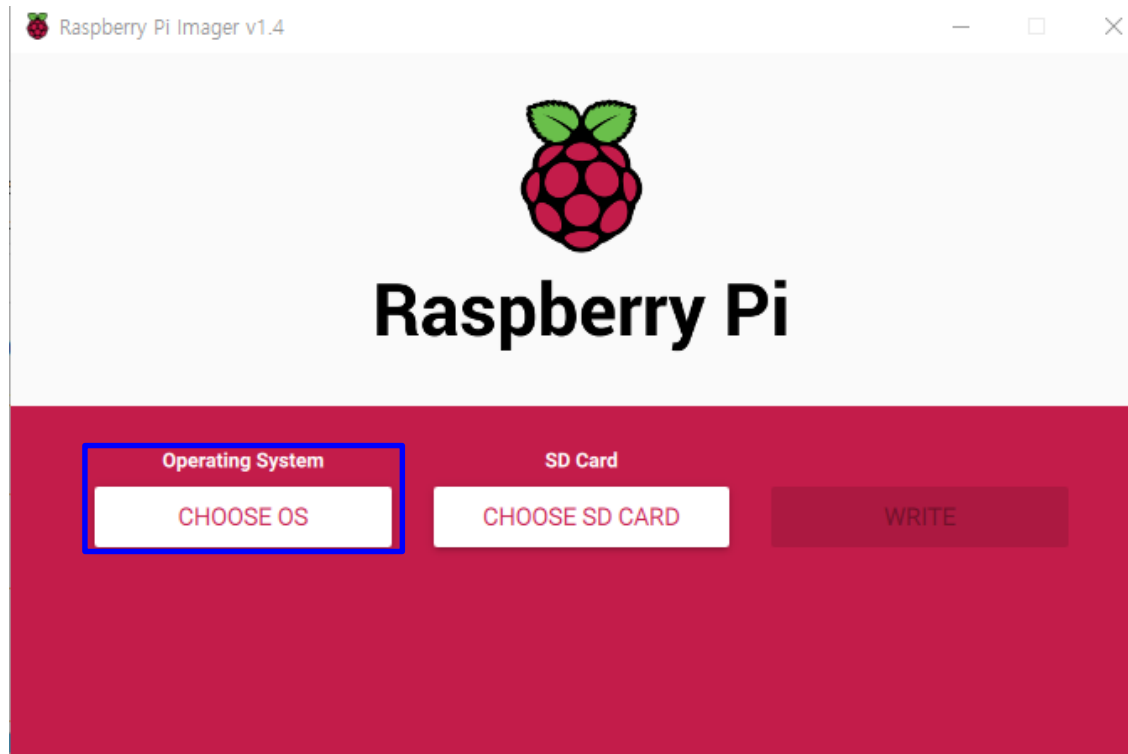 Raspberry Pi Imager v1.4
Raspberry Pi
Operating System
SD Card
CHOOSE OS
CHOOSE SD CARD
WRITE